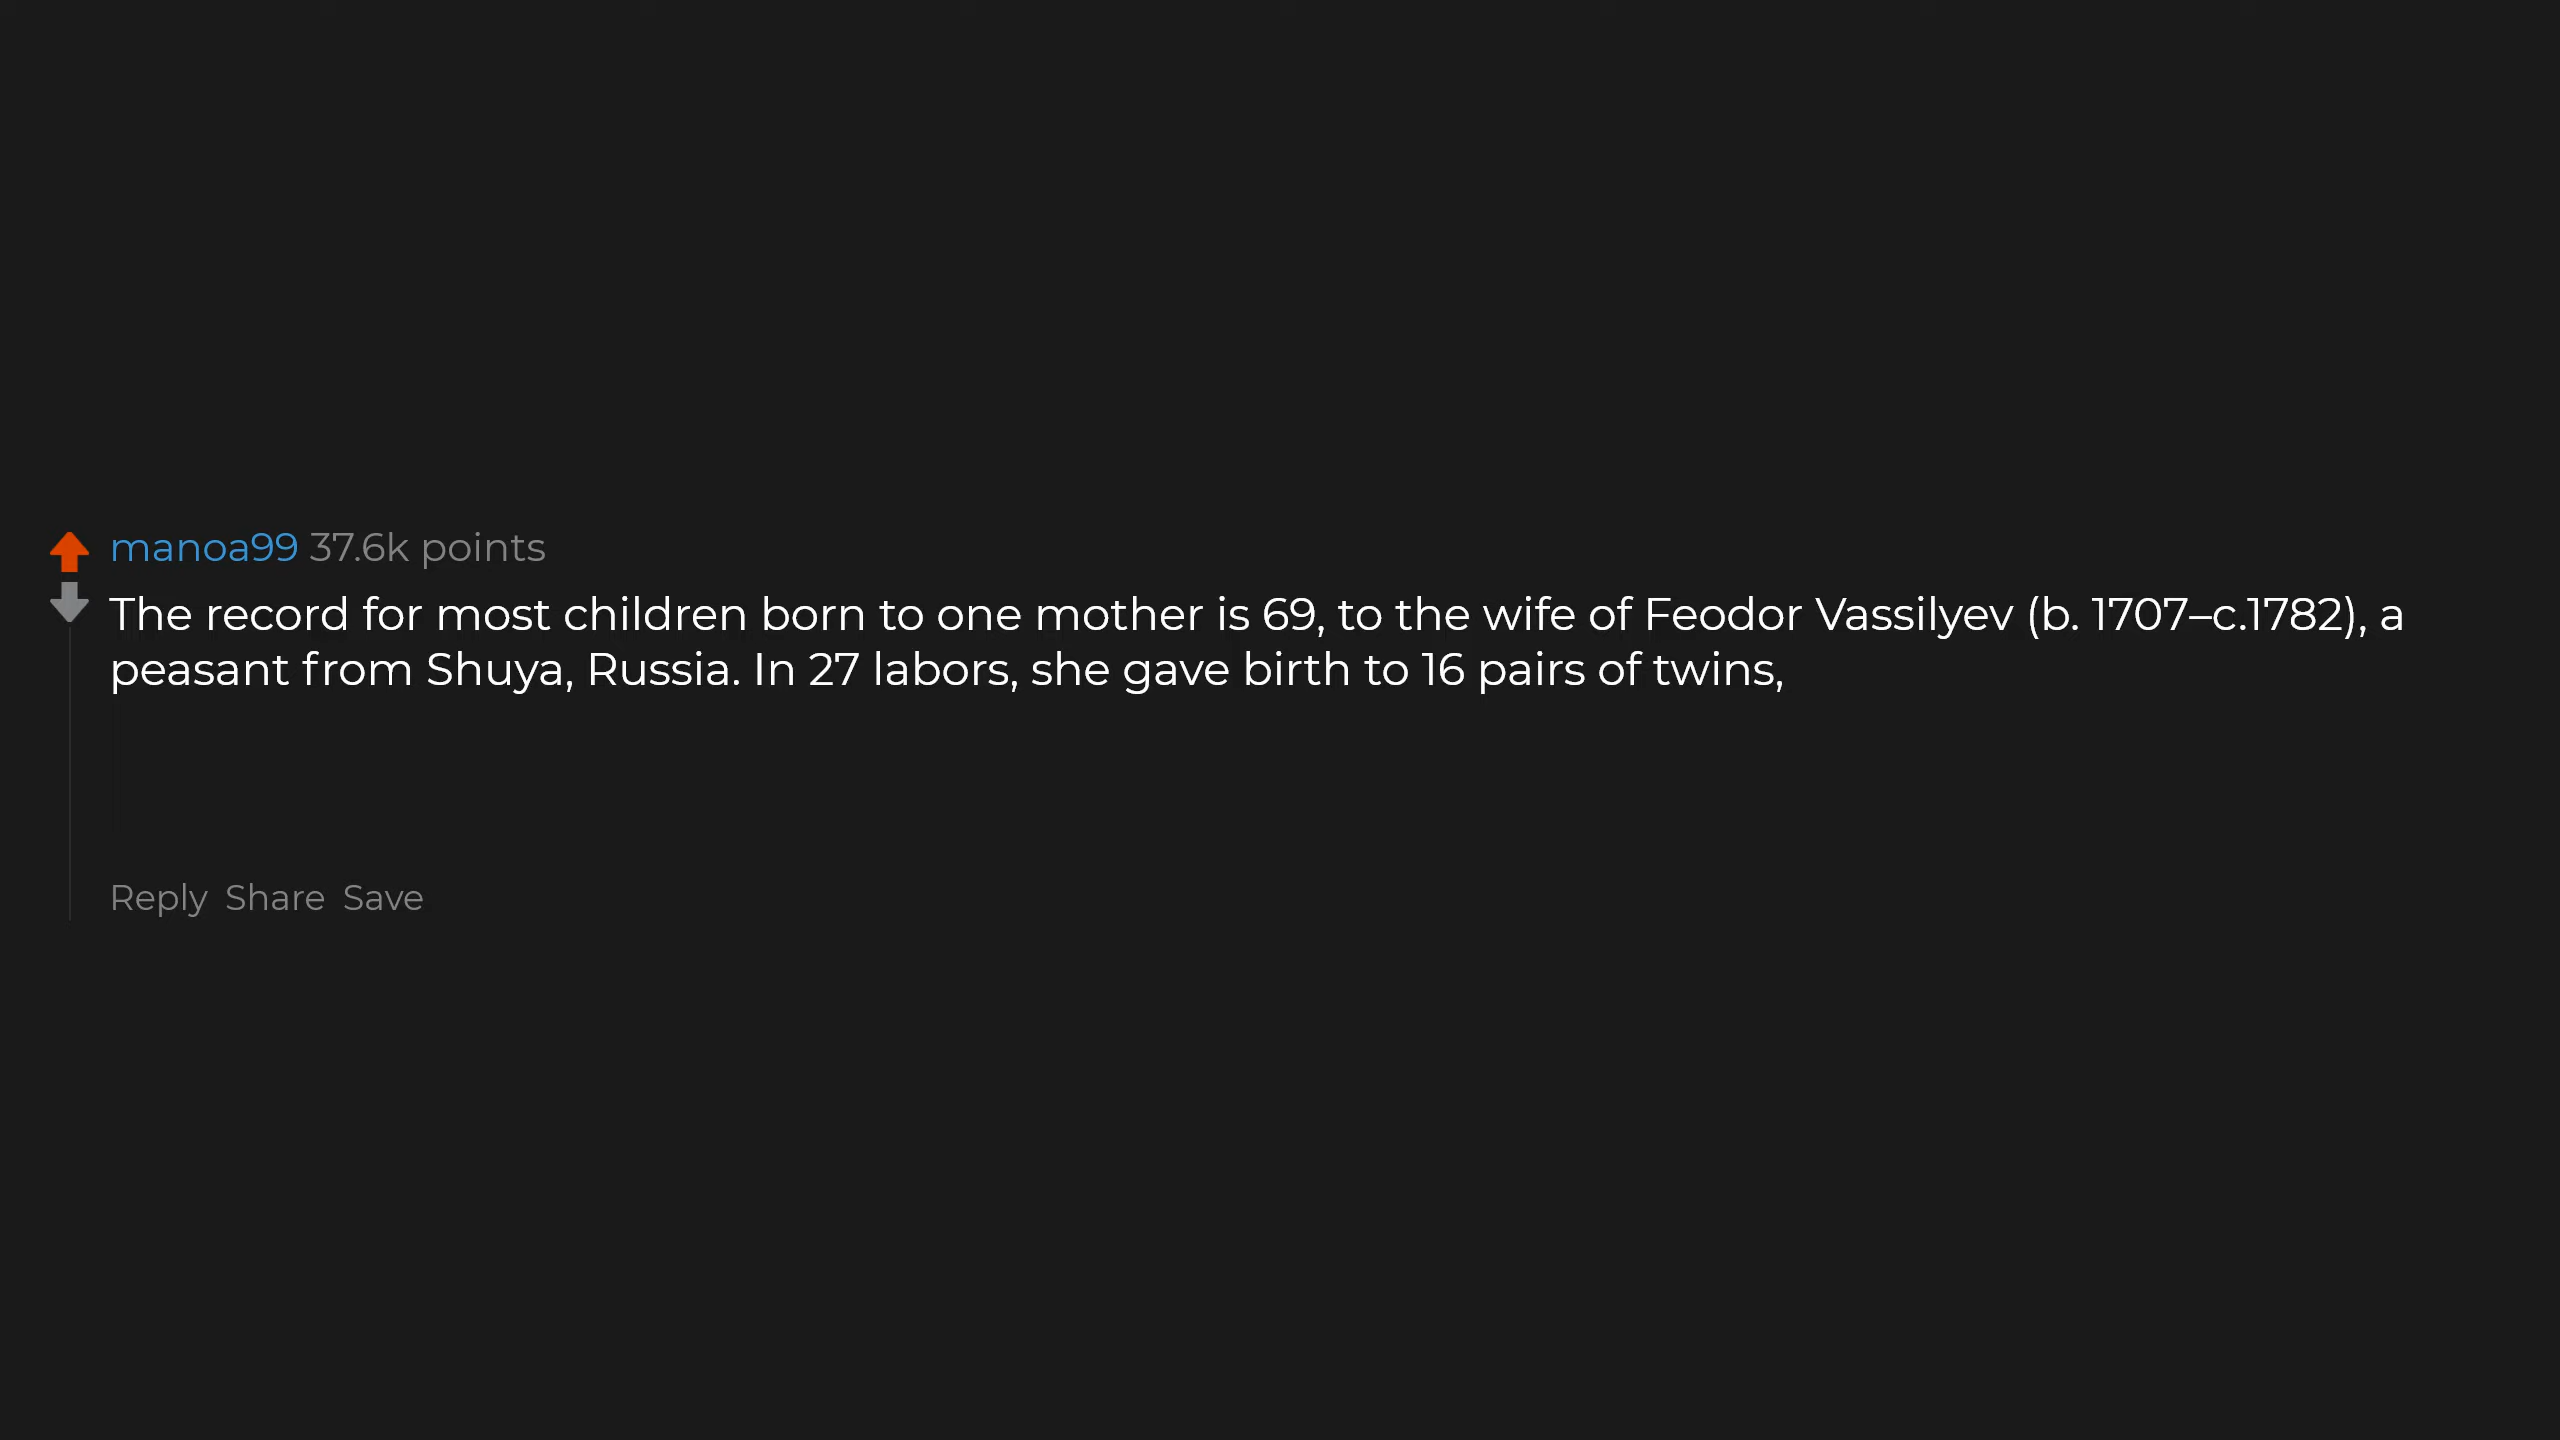 manoa99 37.6k points
The record for most children born to one mother is 69, to the wife of Feodor Vassilyev (b. 1707–c.1782), a
peasant from Shuya, Russia. In 27 labors, she gave birth to 16 pairs of twins,
Reply Share Save